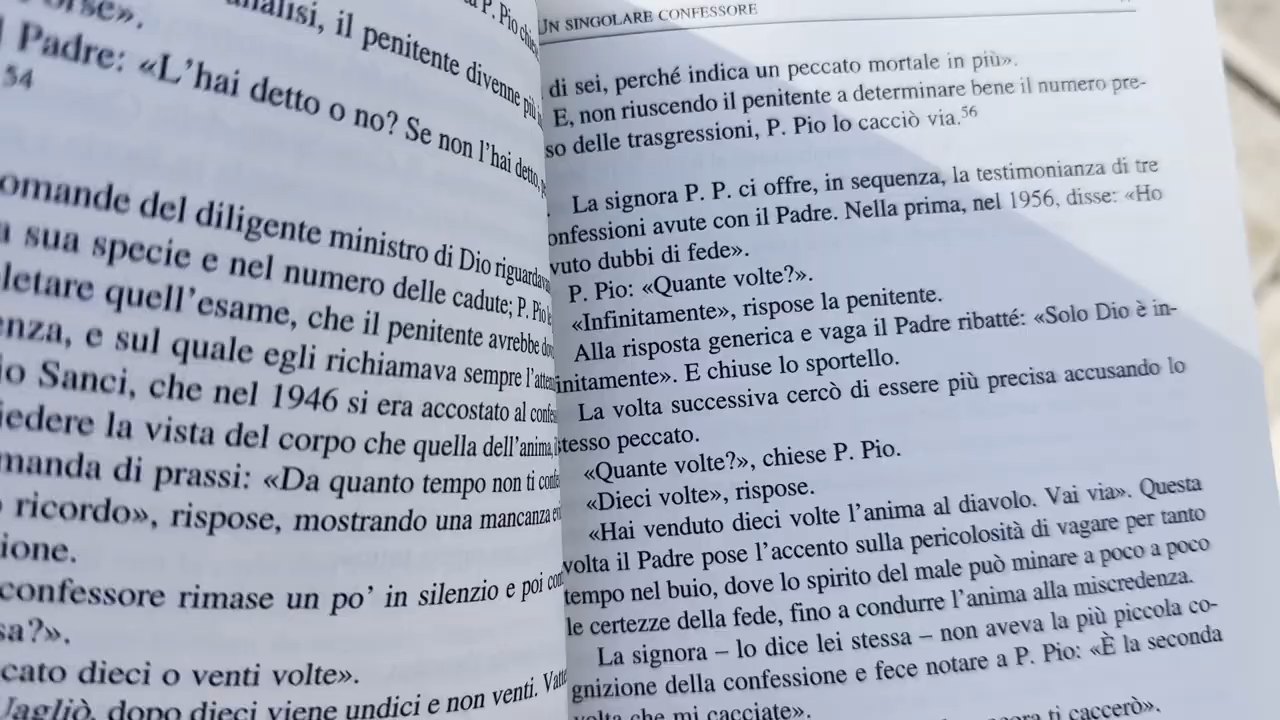 orse».
nalisi, il penitente divenne più
Padre: «L'hai detto o no? Se non l'hai detto,
54
omande del diligente ministro di Dio riguardava
a sua specie e nel numero delle cadute; P. Pio
letare quell'esame, che il penitente avrebbe
enza, e sul quale egli richiamava sempre
io Sanci, che nel 1946 si era accostato al
iedere la vista del corpo che quella dell'anima,
manda di prassi: «Da quanto tempo non ti
ricordo», rispose, mostrando una mancanza
ione.
confessore rimase un po' in silenzio e poi
sa?».
cato dieci o venti volte».
Vagliò, dopo dieci viene undici e non venti.
UN SINGOLARE CONFESSORE
di sei, perché indica un peccato mortale in più».
E, non riuscendo il penitente a determinare bene il numero pre-
so delle trasgressioni, P. Pio lo cacciò via.56
La signora P. P. ci offre, in sequenza, la testimonianza di tre
onfessioni avute con il Padre. Nella prima, nel 1956, disse: «Ho
vuto dubbi di fede».
P. Pio: «Quante volte?».
«Infinitamente», rispose la penitente.
Alla risposta generica e vaga il Padre ribatté: «Solo Dio è in-
initamente». E chiuse lo sportello.
La volta successiva cercò di essere più precisa accusando lo
stesso peccato.
«Quante volte?», chiese P. Pio.
«Dieci volte», rispose.
«Hai venduto dieci volte l'anima al diavolo. Vai via». Questa
volta il Padre pose l'accento sulla pericolosità di vagare per tanto
tempo nel buio, dove lo spirito del male può minare a poco a poco
le certezze della fede, fino a condurre l'anima alla miscredenza.
La signora – lo dice lei stessa – non aveva la più piccola co-
gnizione della confessione e fece notare a P. Pio: «È la seconda
volta che mi cacciate».
ti caccerò».